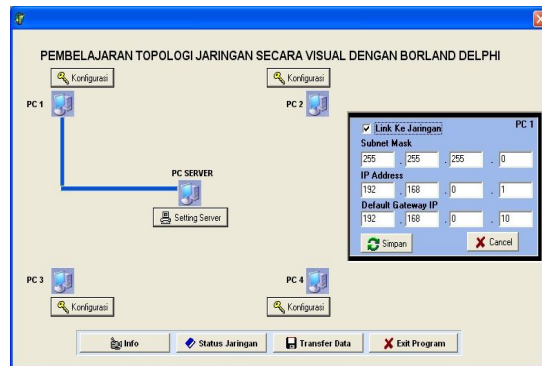 PEMBELAJARAN TOPOLOGI JARINGAN SECARA VISUAL DENGAN BORLAND DELPHI
Konfigurasi
Konfigurasi
PC 1
PC 2
PC SERVER
Setting Server
Link Ke Jaringan
PC 1
Subnet Mask
255 . 255 . 255 . 0
IP Address
192 . 168 . 0 . 1
Default Gateway IP
192 . 168 . 0 . 10
Simpan
Cancel
PC 3
PC 4
Konfigurasi
Konfigurasi
Info
Status Jaringan
Transfer Data
Exit Program